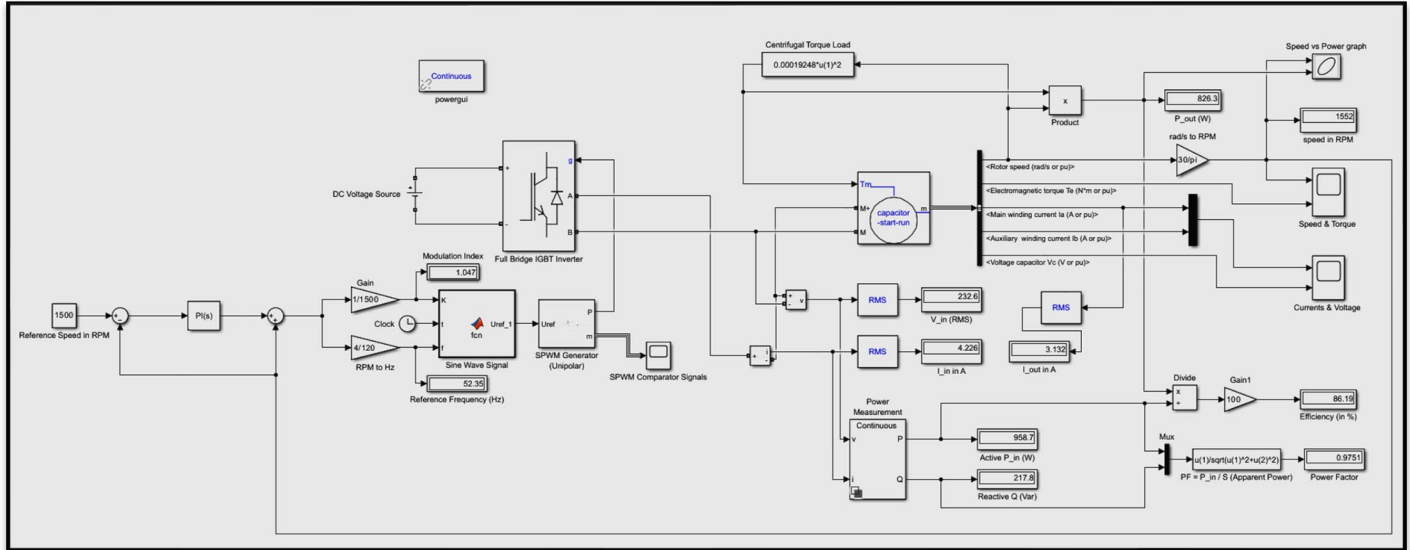 Centrifugal Torque Load
0.00019248*u(1)^2
Continuous
powergui
x
Product
826.3
P_out (W)
Speed vs Power graph
1552
speed in RPM
rad/s to RPM
30/pi
DC Voltage Source
+
-
g
A
B
Full Bridge IGBT Inverter
Tm
M+
M
m
capacitor
-start-run
<Rotor speed (rad/s or pu)>
<Electromagnetic torque Te (N*m or pu)>
<Main winding current Ia (A or pu)>
<Auxiliary winding current Ib (A or pu)>
<Voltage capacitor Vc (V or pu)>
Speed & Torque
Currents & Voltage
Modulation Index
1.047
Gain
1/1500
1500
Reference Speed in RPM
PI(s)
Clock
K
t
f
fcn
Uref_1
Sine Wave Signal
4/120
RPM to Hz
52.35
Reference Frequency (Hz)
Uref
P
m
SPWM Generator
(Unipolar)
SPWM Comparator Signals
+
-
v
RMS
232.6
V_in (RMS)
+
i
-
RMS
4.226
I_in in A
RMS
3.132
I_out in A
Power
Measurement
Continuous
v
i
P
Q
958.7
Active P_in (W)
217.8
Reactive Q (Var)
Divide
x
÷
Gain1
100
86.19
Efficiency (in %)
Mux
u(1)/sqrt(u(1)^2+u(2)^2)
PF = P_in / S (Apparent Power)
0.9751
Power Factor